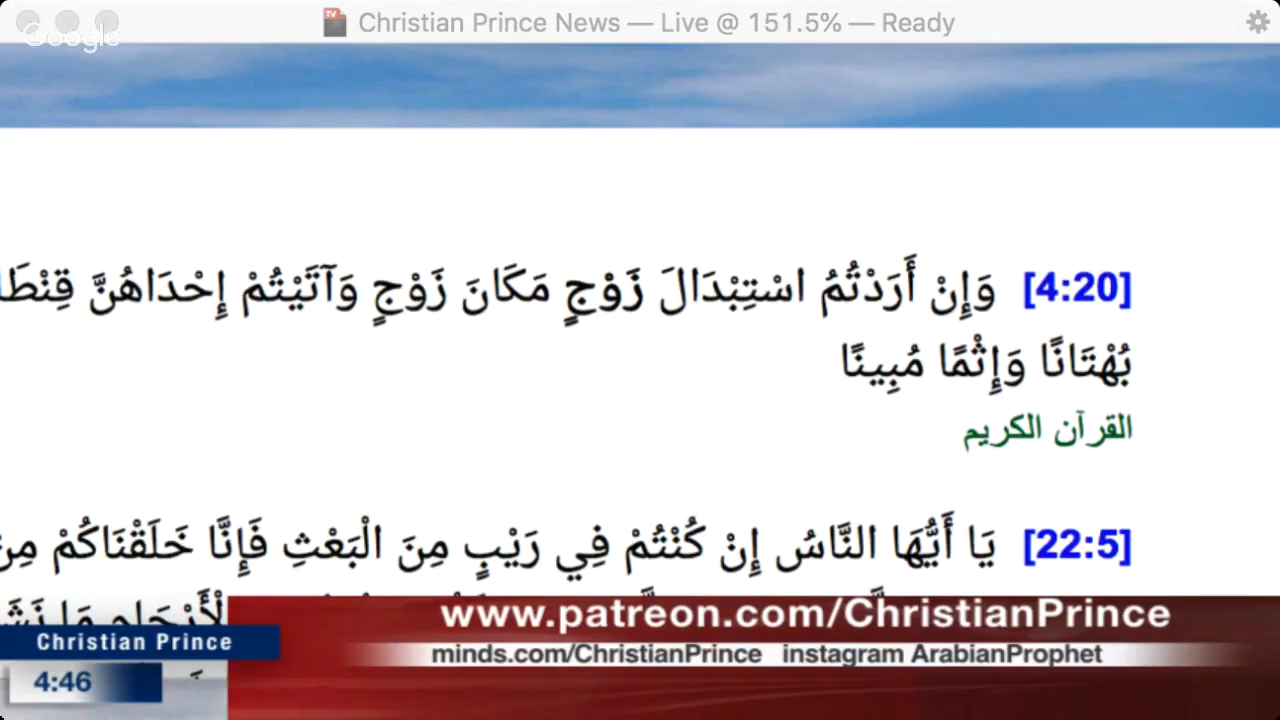 Christian Prince News — Live @ 151.5% — Ready
Google
[4:20] وَإِنْ أَرَدْتُمُ اسْتِبْدَالَ زَوْجٍ مَكَانَ زَوْجٍ وَآتَيْتُمْ إِحْدَاهُنَّ
بُهْتَانًا وَإِثْمًا مُبِينًا
القرآن الكريم
[22:5] يَا أَيُّهَا النَّاسُ إِنْ كُنْتُمْ فِي رَيْبٍ مِنَ الْبَعْثِ فَإِنَّا خَلَقْنَاكُمْ مِنْ
www.patreon.com/ChristianPrince
Christian Prince
minds.com/ChristianPrince instagram ArabianProphet
4:46